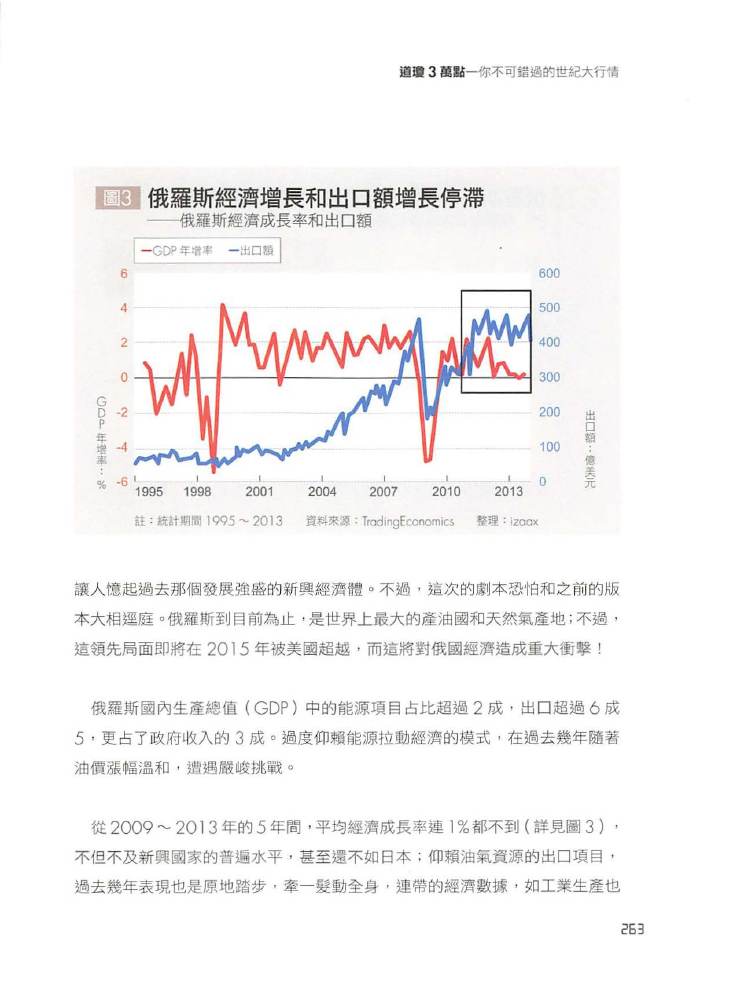 道瓊 3 萬點—你不可錯過的世紀大行情
圖3 俄羅斯經濟增長和出口額增長停滯
——俄羅斯經濟成長率和出口額
GDP 年增率 出口額
6 600
4 500
2 400
0 300
-2 200
-4 100
-6 0
GDP年增率:%
出口額:億美元
1995 1998 2001 2004 2007 2010 2013
註:統計期間 1995～2013 資料來源:TradingEconomics 整理:izaax
讓人憶起過去那個發展強盛的新興經濟體。不過,這次的劇本恐怕和之前的版
本大相逕庭。俄羅斯到目前為止,是世界上最大的產油國和天然氣產地;不過,
這領先局面即將在 2015 年被美國超越,而這將對俄國經濟造成重大衝擊!
俄羅斯國內生產總值(GDP)中的能源項目占比超過 2 成,出口超過 6 成
5,更占了政府收入的 3 成。過度仰賴能源拉動經濟的模式,在過去幾年隨著
油價漲幅溫和,遭遇嚴峻挑戰。
從 2009～2013 年的 5 年間,平均經濟成長率連 1%都不到(詳見圖 3),
不但不及新興國家的普遍水平,甚至還不如日本;仰賴油氣資源的出口項目,
過去幾年表現也是原地踏步,牽一髮動全身,連帶的經濟數據,如工業生產也
263